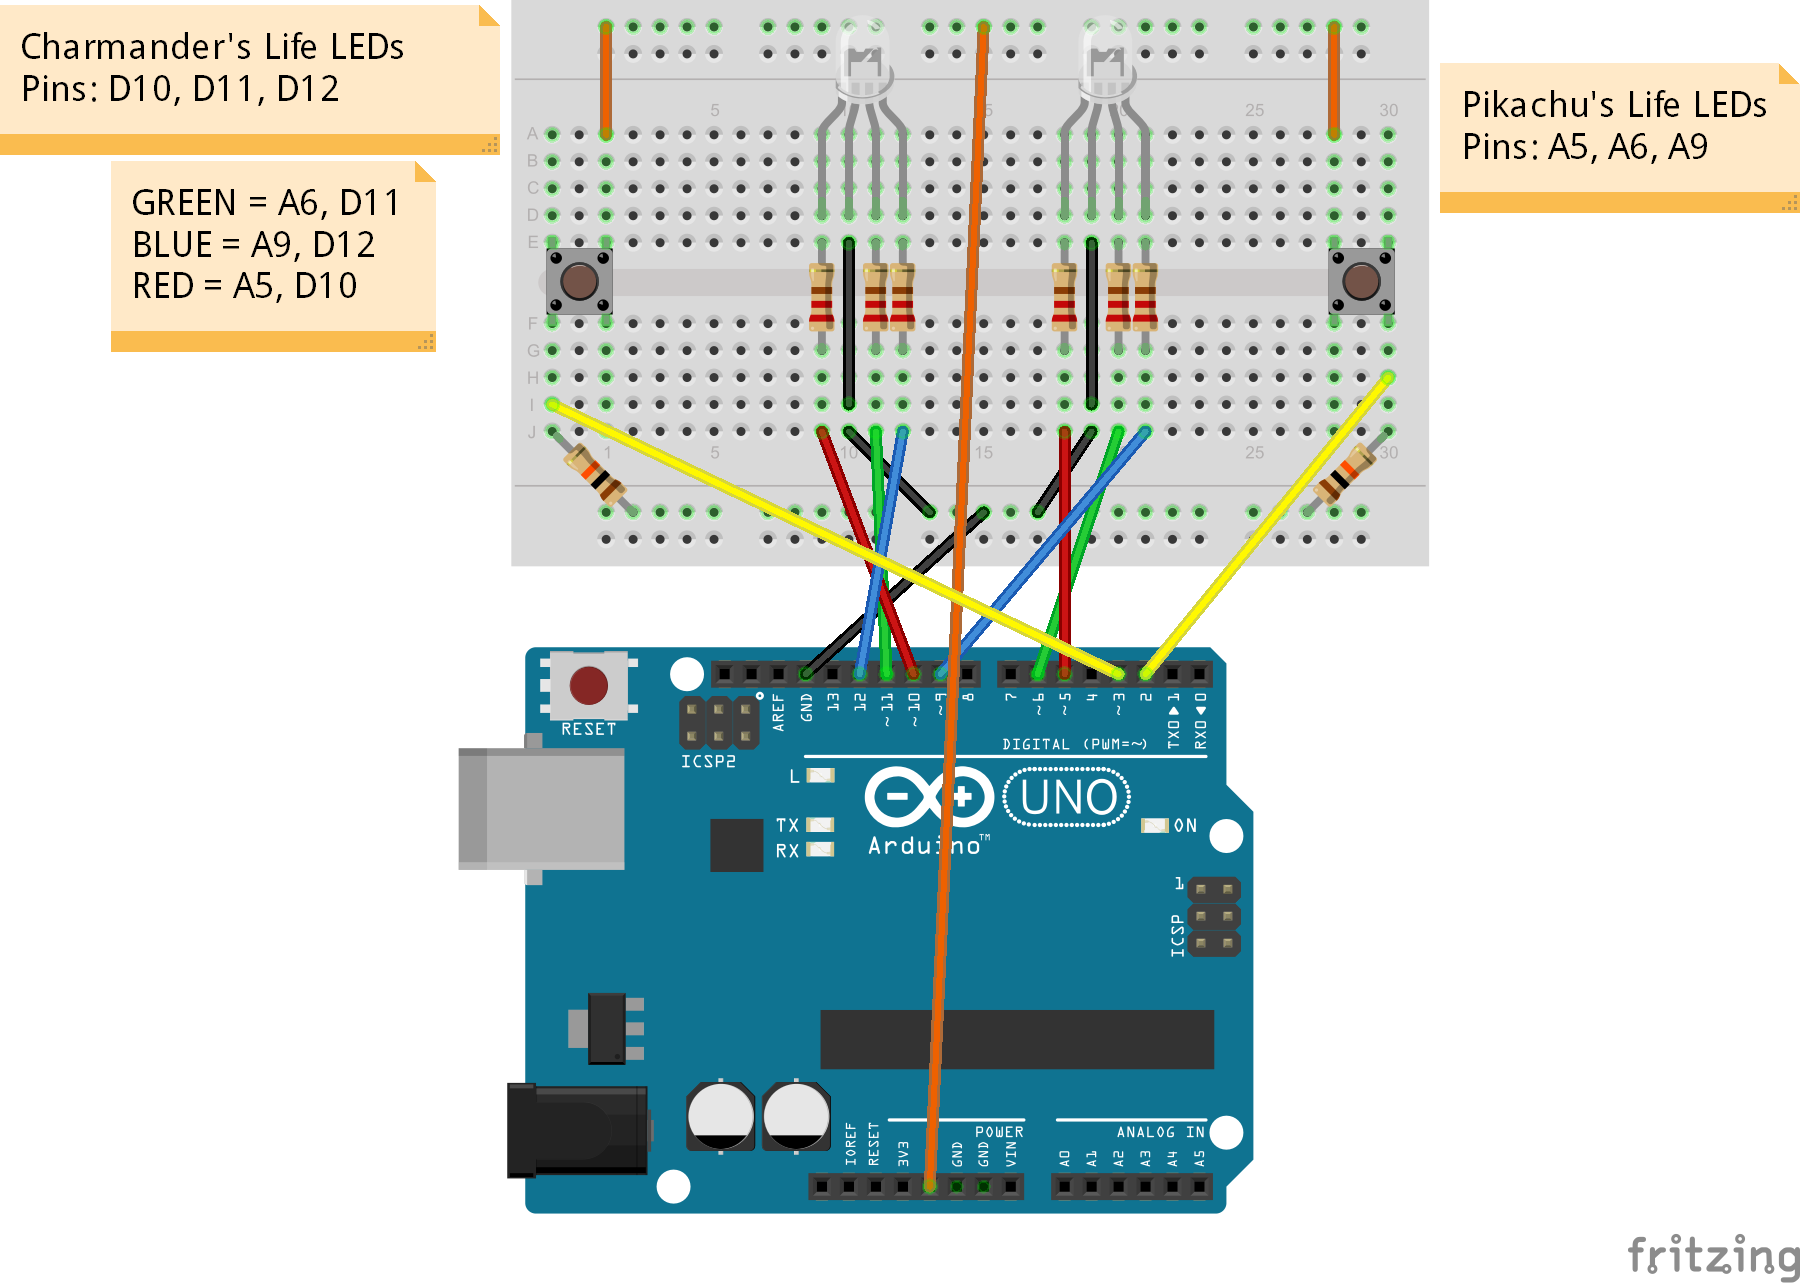 Charmander's Life LEDs
Pins: D10, D11, D12
GREEN = A6, D11
BLUE = A9, D12
RED = A5, D10
Pikachu's Life LEDs
Pins: A5, A6, A9
5 15 25 30
A
B
C
D
E
F
G
H
I
J
1 5 10 15 25 30
RESET
ICSP2
AREF
GND
13
12
~11
~10
~9
8
7
~6
~5
4
~3
2
TX0 1
RX0 0
DIGITAL (PWM=~)
L
TX
RX
Arduino™
UNO
ON
1
ICSP
IOREF
RESET
3V3
GND
GND
VIN
POWER
ANALOG IN
A0
A1
A2
A3
A4
A5
fritzing